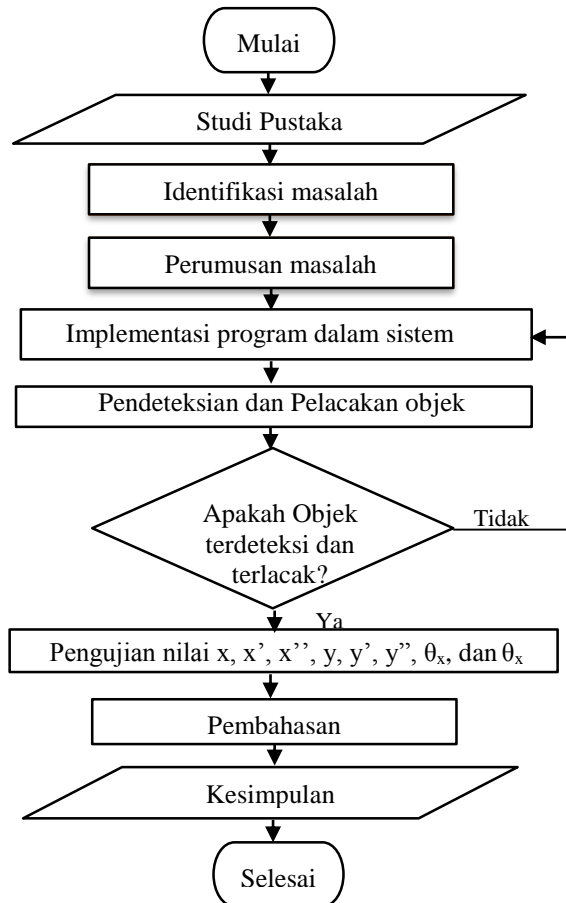 Mulai
Studi Pustaka
Identifikasi masalah
Perumusan masalah
Implementasi program dalam sistem
Pendeteksian dan Pelacakan objek
Apakah Objek
terdeteksi dan
terlacak?
Tidak
Ya
Pengujian nilai x, x’, x’’, y, y’, y”, θₓ, dan θₓ
Pembahasan
Kesimpulan
Selesai